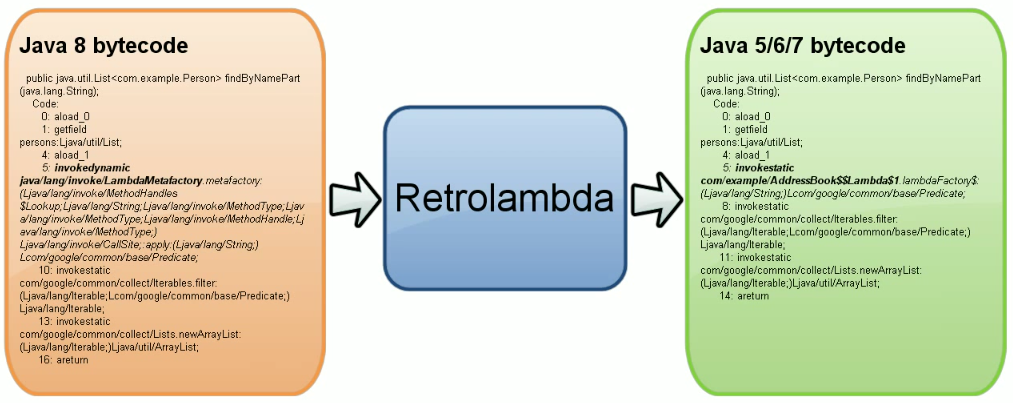 Java 8 bytecode
public java.util.List<com.example.Person> findByNamePart
(java.lang.String);
Code:
0: aload_0
1: getfield
persons:Ljava/util/List;
4: aload_1
5: invokedynamic
java/lang/invoke/LambdaMetafactory.metafactory:
(Ljava/lang/invoke/MethodHandles
$Lookup;Ljava/lang/String;Ljava/lang/invoke/MethodType;Ljav
a/lang/invoke/MethodType;Ljava/lang/invoke/MethodHandle;Lj
ava/lang/invoke/MethodType;)
Ljava/lang/invoke/CallSite;:apply:(Ljava/lang/String;)
Lcom/google/common/base/Predicate;
10: invokestatic
com/google/common/collect/Iterables.filter:
(Ljava/lang/Iterable;Lcom/google/common/base/Predicate;)
Ljava/lang/Iterable;
13: invokestatic
com/google/common/collect/Lists.newArrayList:
(Ljava/lang/Iterable;)Ljava/util/ArrayList;
16: areturn
Retrolambda
Java 5/6/7 bytecode
public java.util.List<com.example.Person> findByNamePart
(java.lang.String);
Code:
0: aload_0
1: getfield
persons:Ljava/util/List;
4: aload_1
5: invokestatic
com/example/AddressBook$$Lambda$1.lambdaFactory$:
(Ljava/lang/String;)Lcom/google/common/base/Predicate;
8: invokestatic
com/google/common/collect/Iterables.filter:
(Ljava/lang/Iterable;Lcom/google/common/base/Predicate;)
Ljava/lang/Iterable;
11: invokestatic
com/google/common/collect/Lists.newArrayList:
(Ljava/lang/Iterable;)Ljava/util/ArrayList;
14: areturn